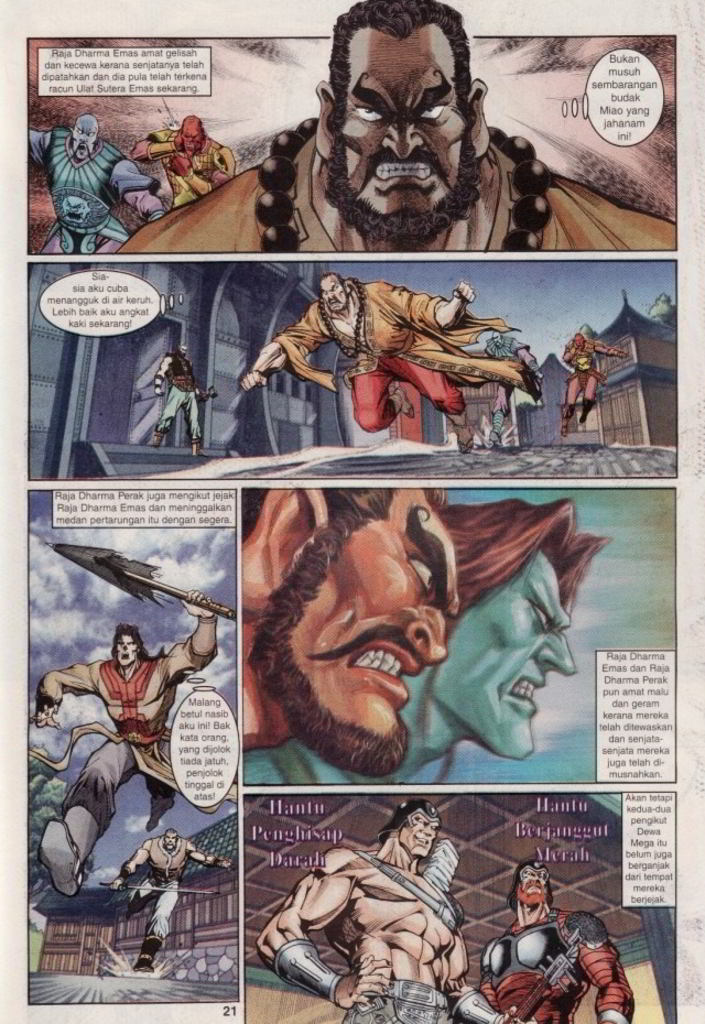 Raja Dharma Emas amat gelisah
dan kecewa kerana senjatanya telah
dipatahkan dan dia pula telah terkena
racun Ulat Sutera Emas sekarang.
Bukan
musuh
sembarangan
budak
Miao yang
jahanam
ini!
Sia-
sia aku cuba
menangguk di air keruh.
Lebih baik aku angkat
kaki sekarang!
Raja Dharma Perak juga mengikut jejak
Raja Dharma Emas dan meninggalkan
medan pertarungan itu dengan segera.
Malang
betul nasib
aku ini! Bak
kata orang,
yang dijolok
tiada jatuh,
penjolok
tinggal di
atas!
Raja Dharma
Emas dan Raja
Dharma Perak
pun amat malu
dan geram
kerana mereka
telah ditewaskan
dan senjata-
senjata mereka
juga telah di-
musnahkan.
Hantu
Penghisap
Darah
Hantu
Berjanggut
Merah
Akan tetapi
kedua-dua
pengikut
Dewa
Mega itu
belum juga
berganjak
dari tempat
mereka
berjejak.
21